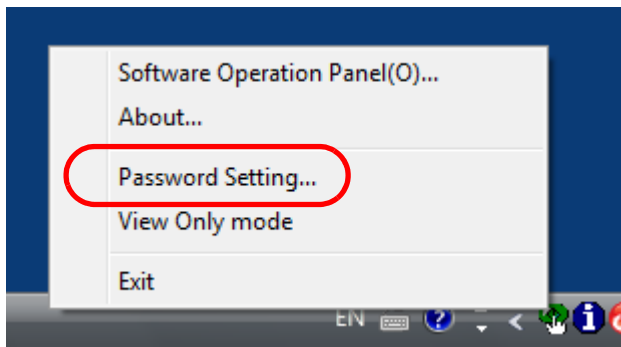 Software Operation Panel(O)...
About...
Password Setting...
View Only mode
Exit
EN